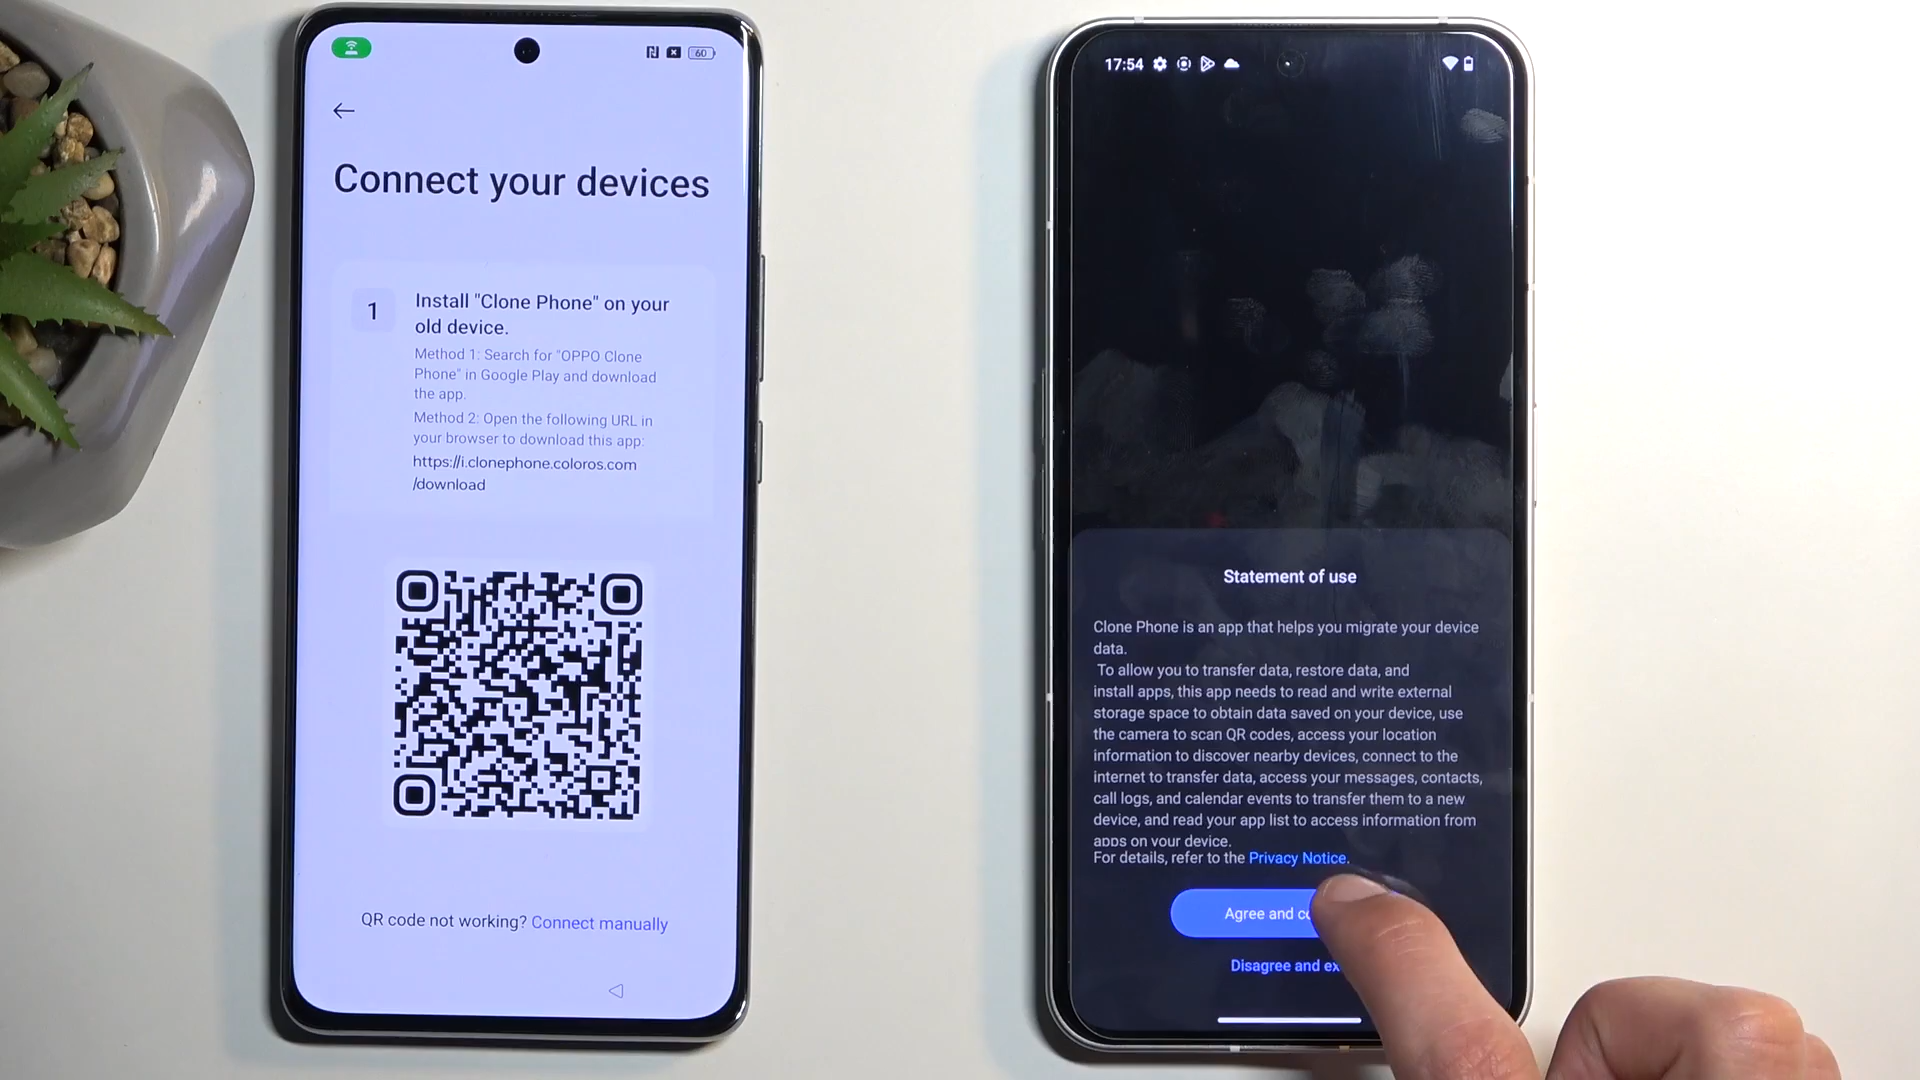 60
Connect your devices
1
Install "Clone Phone" on your
old device.
Method 1: Search for "OPPO Clone
Phone" in Google Play and download
the app.
Method 2: Open the following URL in
your browser to download this app:
https://i.clonephone.coloros.com
/download
QR code not working? Connect manually
17:54
Statement of use
Clone Phone is an app that helps you migrate your device
data.
To allow you to transfer data, restore data, and
install apps, this app needs to read and write external
storage space to obtain data saved on your device, use
the camera to scan QR codes, access your location
information to discover nearby devices, connect to the
internet to transfer data, access your messages, contacts,
call logs, and calendar events to transfer them to a new
device, and read your app list to access information from
apps on your device.
For details, refer to the Privacy Notice.
Agree and
Disagree and